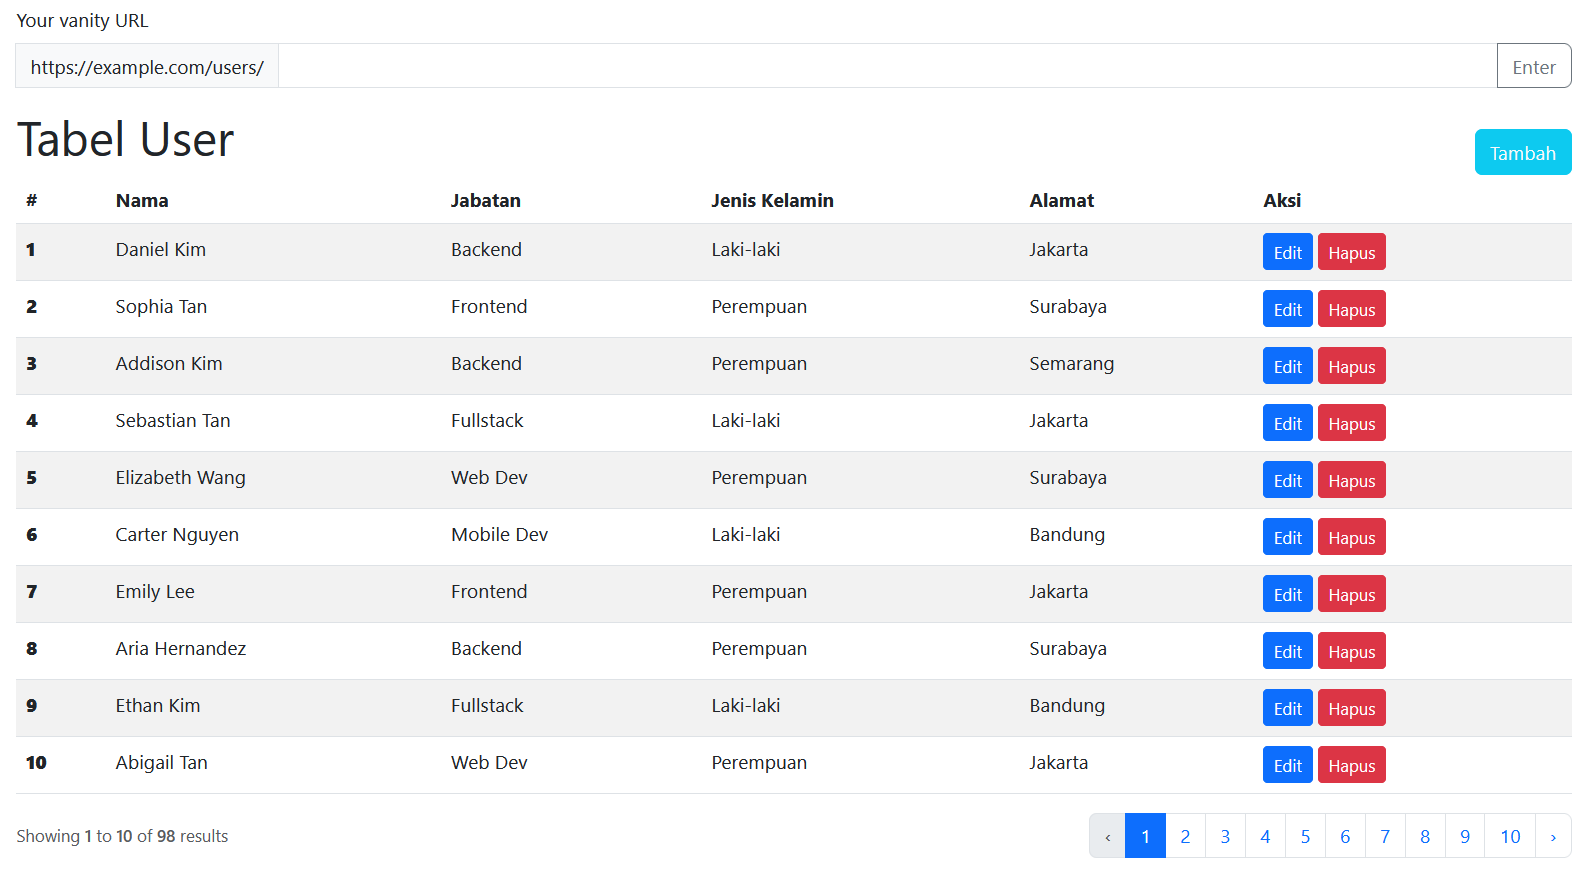 Your vanity URL
https://example.com/users/ Enter
Tabel User
Tambah
# Nama Jabatan Jenis Kelamin Alamat Aksi
1 Daniel Kim Backend Laki-laki Jakarta Edit Hapus
2 Sophia Tan Frontend Perempuan Surabaya Edit Hapus
3 Addison Kim Backend Perempuan Semarang Edit Hapus
4 Sebastian Tan Fullstack Laki-laki Jakarta Edit Hapus
5 Elizabeth Wang Web Dev Perempuan Surabaya Edit Hapus
6 Carter Nguyen Mobile Dev Laki-laki Bandung Edit Hapus
7 Emily Lee Frontend Perempuan Jakarta Edit Hapus
8 Aria Hernandez Backend Perempuan Surabaya Edit Hapus
9 Ethan Kim Fullstack Laki-laki Bandung Edit Hapus
10 Abigail Tan Web Dev Perempuan Jakarta Edit Hapus
Showing 1 to 10 of 98 results ‹ 1 2 3 4 5 6 7 8 9 10 ›